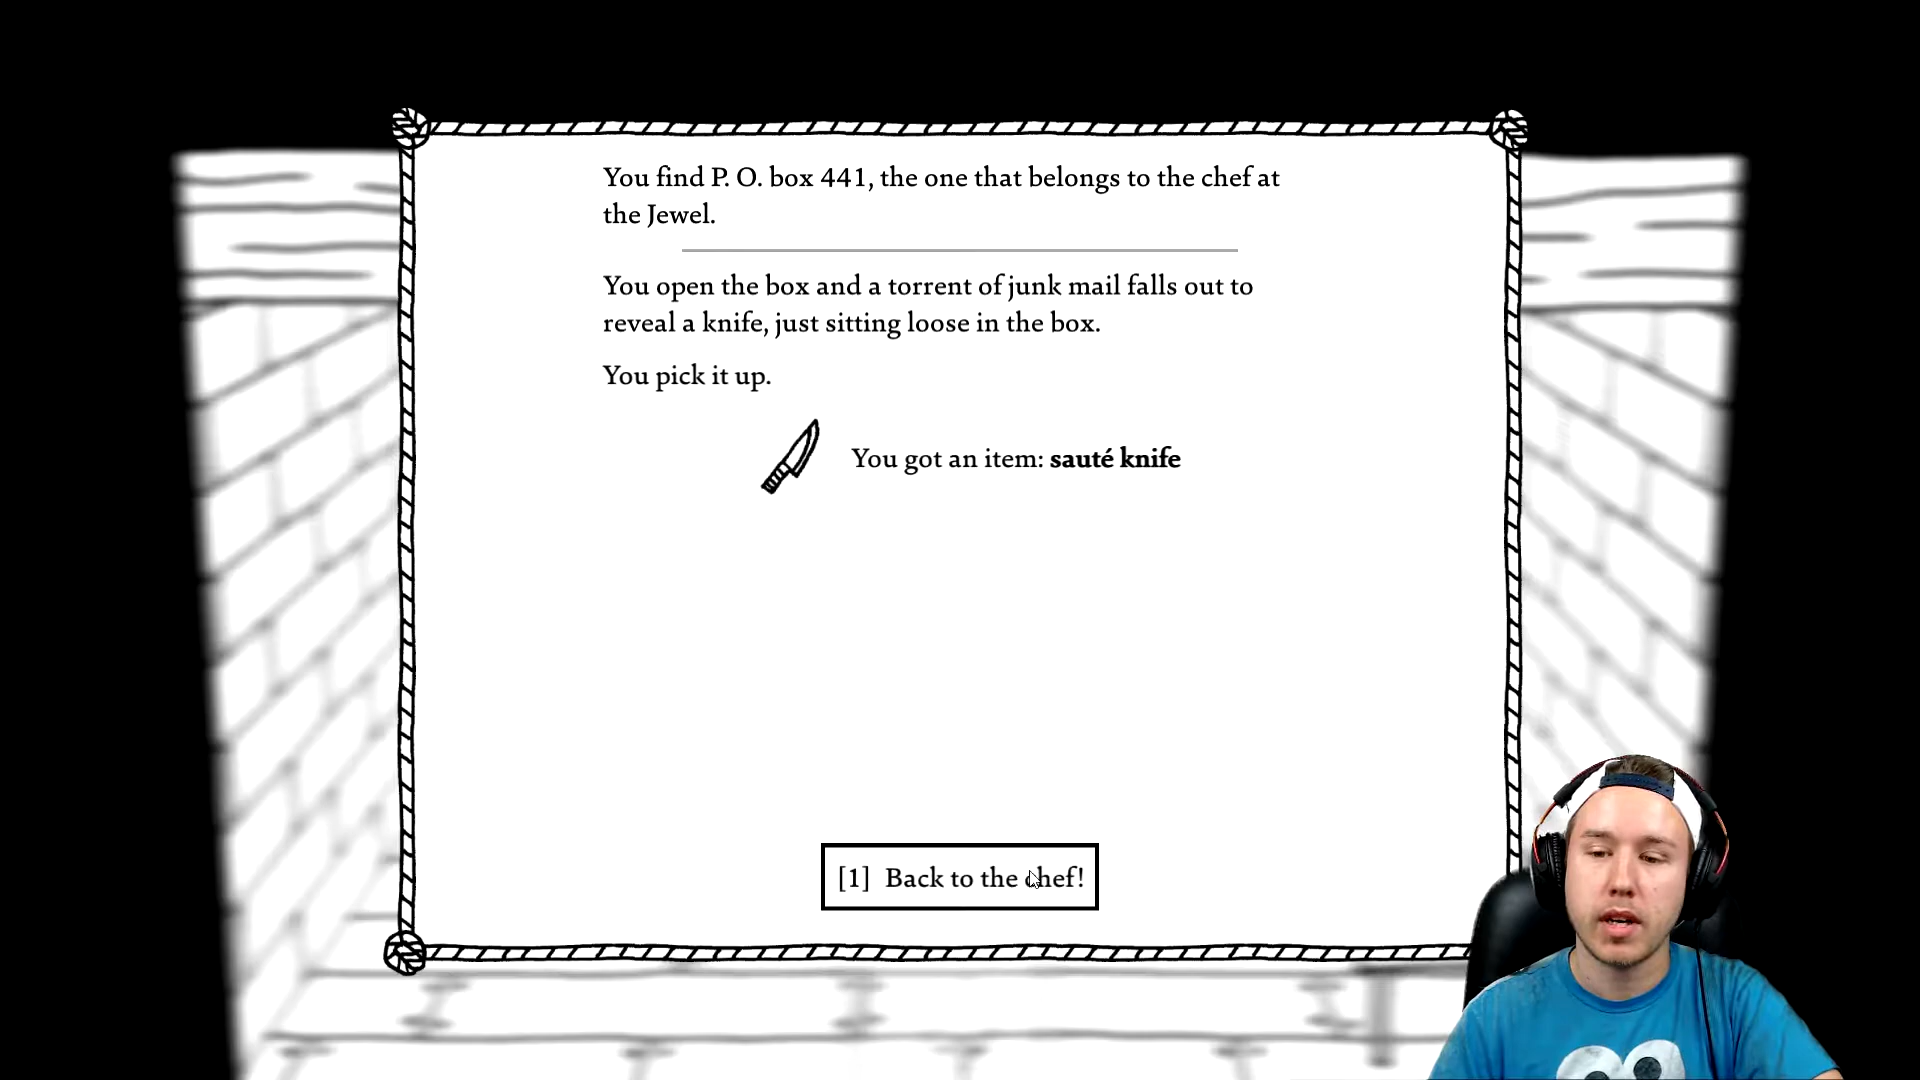 You find P. O. box 441, the one that belongs to the chef at
the Jewel.
You open the box and a torrent of junk mail falls out to
reveal a knife, just sitting loose in the box.
You pick it up.
You got an item: sauté knife
[1] Back to the chef!